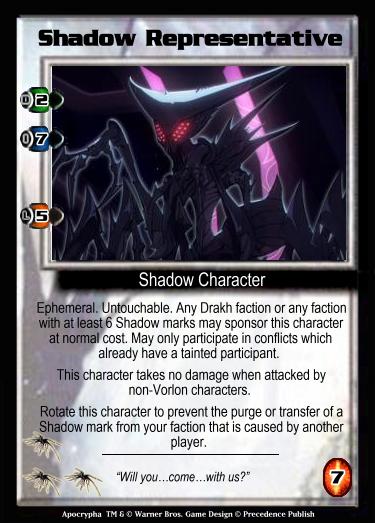 Shadow Representative
D 2
I 7
L 5
Shadow Character
Ephemeral. Untouchable. Any Drakh faction or any faction
with at least 6 Shadow marks may sponsor this character
at normal cost. May only participate in conflicts which
already have a tainted participant.
This character takes no damage when attacked by
non-Vorlon characters.
Rotate this character to prevent the purge or transfer of a
Shadow mark from your faction that is caused by another
player.
“Will you…come…with us?”
7
Apocrypha TM & © Warner Bros. Game Design © Precedence Publish